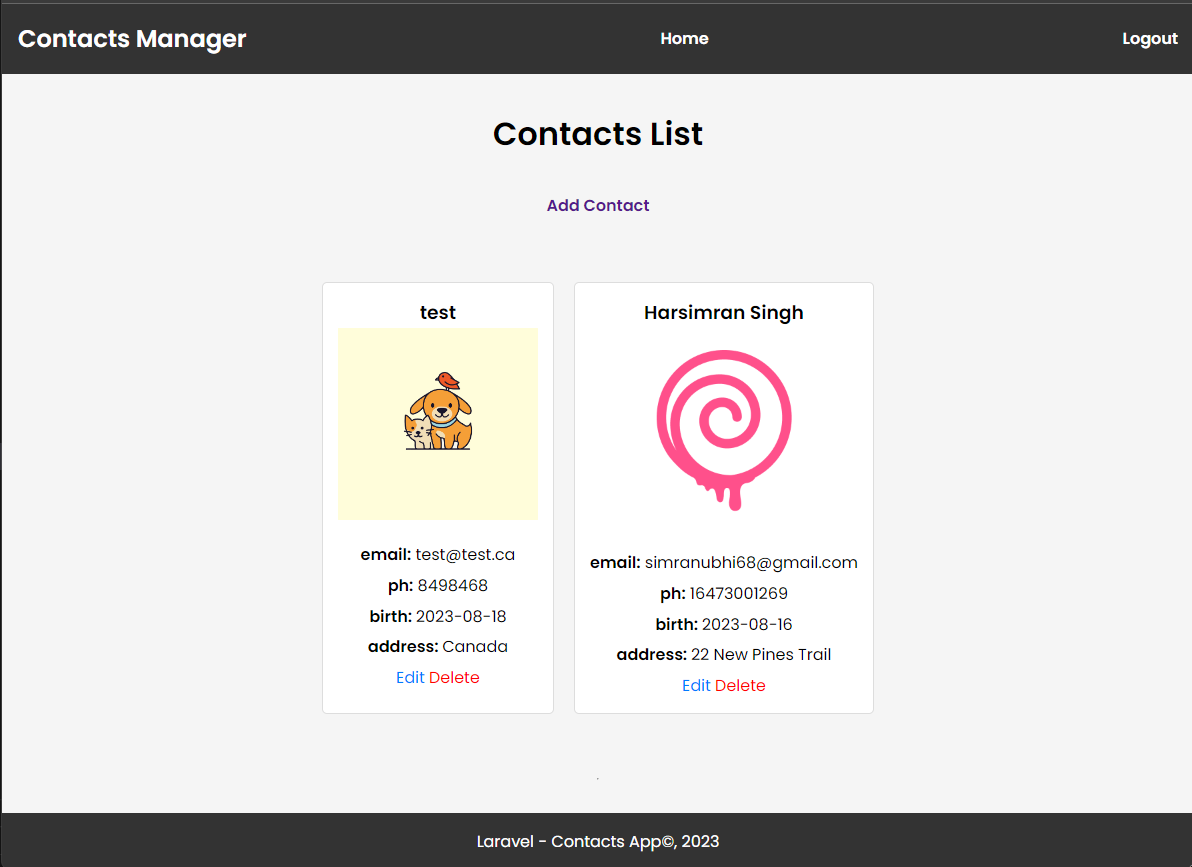 Contacts Manager Home Logout
Contacts List
Add Contact
test
email: test@test.ca
ph: 8498468
birth: 2023-08-18
address: Canada
Edit Delete
Harsimran Singh
email: simranubhi68@gmail.com
ph: 16473001269
birth: 2023-08-16
address: 22 New Pines Trail
Edit Delete
.
Laravel - Contacts App©, 2023